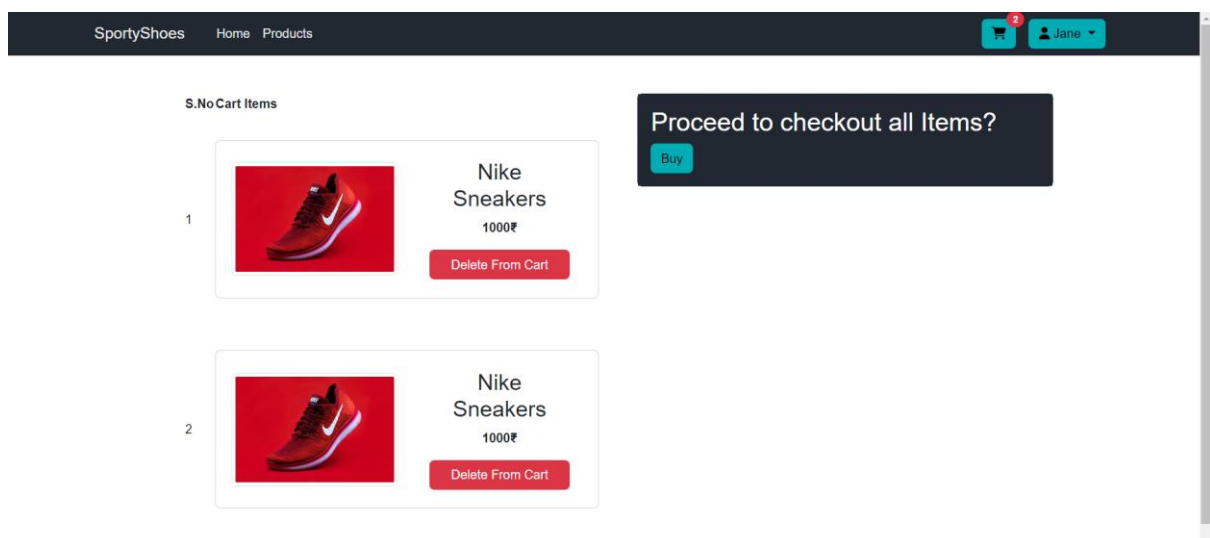 SportyShoes Home Products 2 Jane
S.No Cart Items
Proceed to checkout all Items?
Buy
1
Nike
Sneakers
1000₹
Delete From Cart
2
Nike
Sneakers
1000₹
Delete From Cart